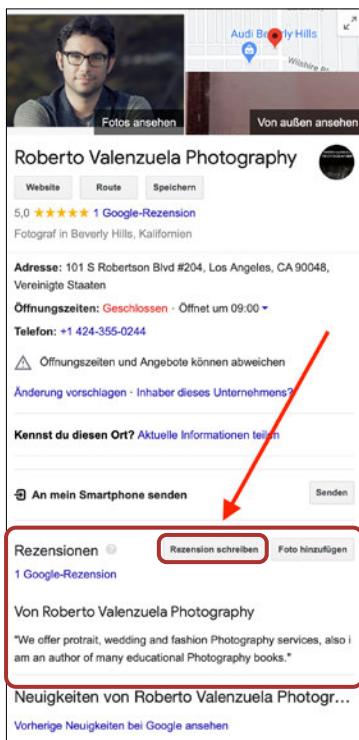 Audi Beverly Hills
Wilshire
Fotos ansehen
Von außen ansehen
Roberto Valenzuela Photography
Website Route Speichern
5,0 ★★★★★ 1 Google-Rezension
Fotograf in Beverly Hills, Kalifornien
Adresse: 101 S Robertson Blvd #204, Los Angeles, CA 90048,
Vereinigte Staaten
Öffnungszeiten: Geschlossen · Öffnet um 09:00
Telefon: +1 424-355-0244
Öffnungszeiten und Angebote können abweichen
Änderung vorschlagen · Inhaber dieses Unternehmens?
Kennst du diesen Ort? Aktuelle Informationen teilen
An mein Smartphone senden Senden
Rezensionen Rezension schreiben Foto hinzufügen
1 Google-Rezension
Von Roberto Valenzuela Photography
"We offer protrait, wedding and fashion Photography services, also i
am an author of many educational Photography books."
Neuigkeiten von Roberto Valenzuela Photogr...
Vorherige Neuigkeiten bei Google ansehen